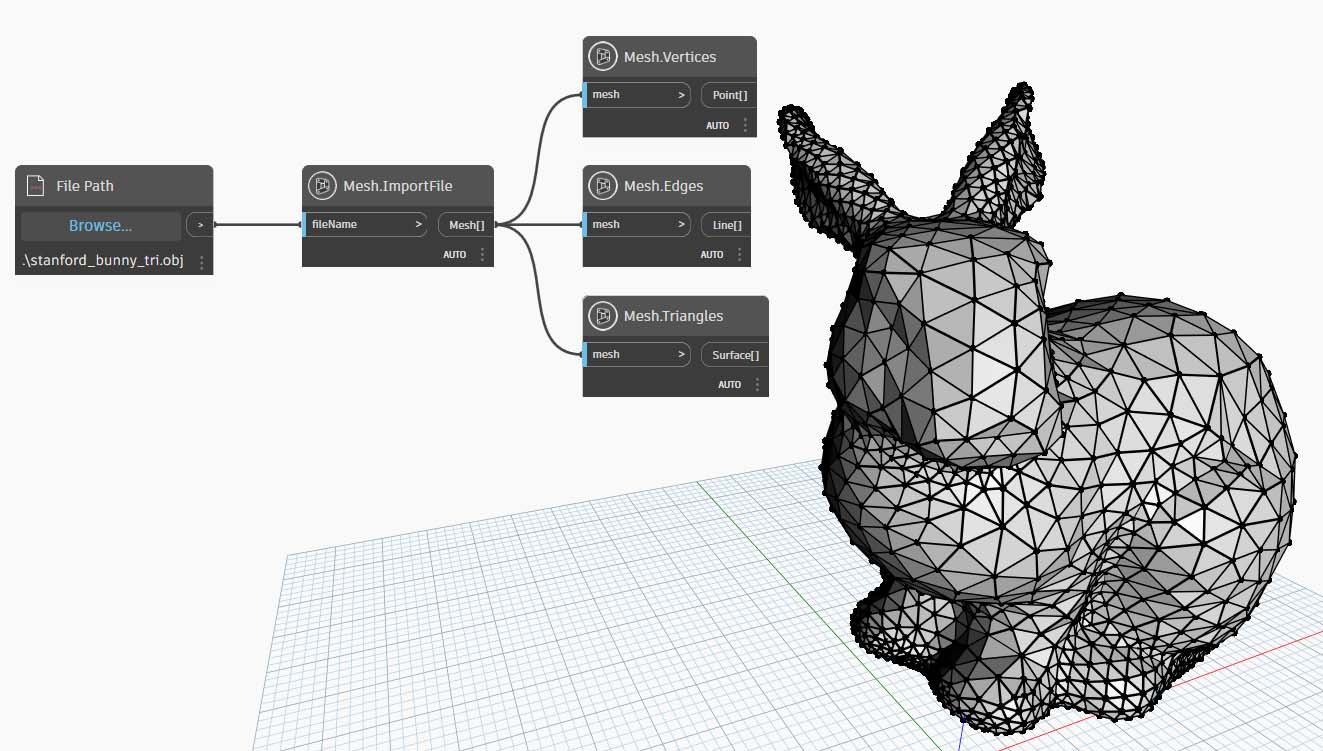 File Path
Browse...
>
.\stanford_bunny_tri.obj
Mesh.ImportFile
fileName > Mesh[]
AUTO
Mesh.Vertices
mesh > Point[]
AUTO
Mesh.Edges
mesh > Line[]
AUTO
Mesh.Triangles
mesh > Surface[]
AUTO